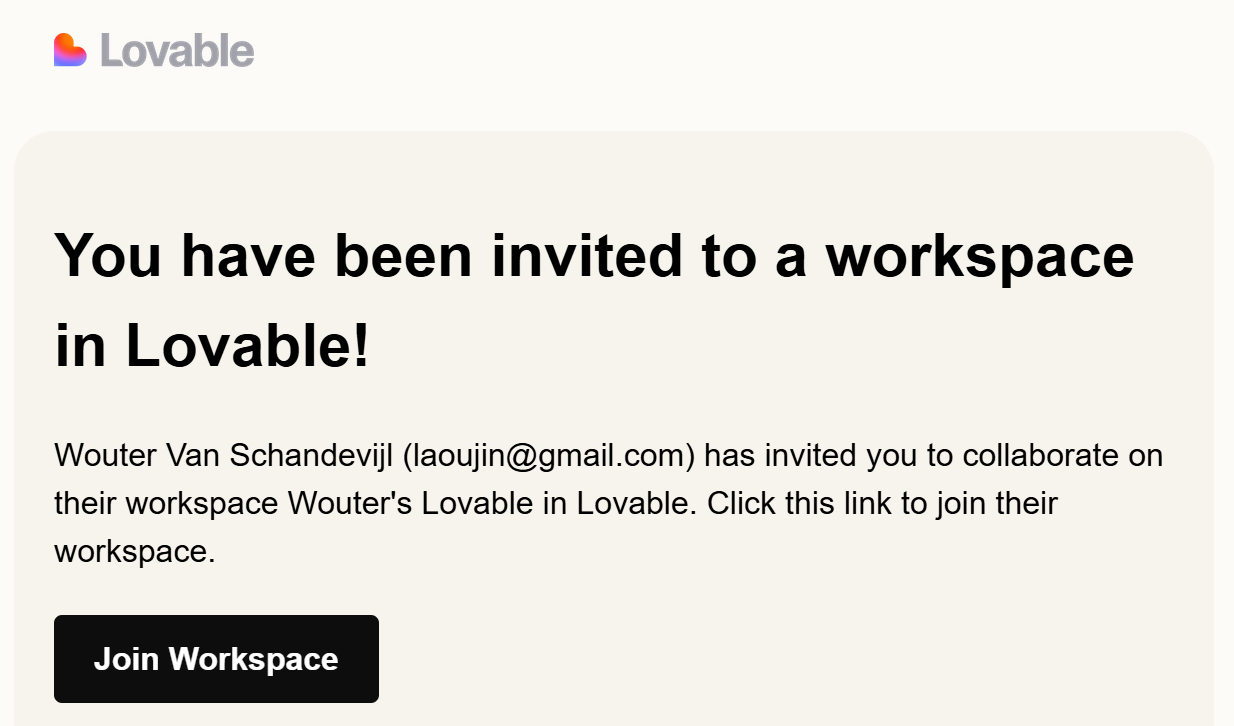 Lovable
You have been invited to a workspace
in Lovable!
Wouter Van Schandevijl (laoujin@gmail.com) has invited you to collaborate on
their workspace Wouter's Lovable in Lovable. Click this link to join their
workspace.
Join Workspace